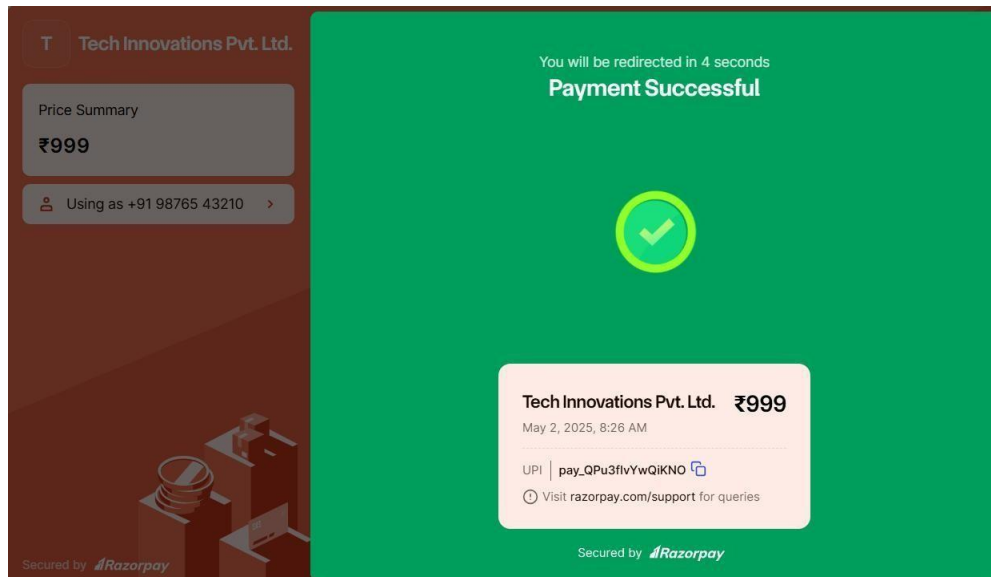 T Tech Innovations Pvt. Ltd.
Price Summary
₹999
Using as +91 98765 43210
Secured by Razorpay
You will be redirected in 4 seconds
Payment Successful
Tech Innovations Pvt. Ltd. ₹999
May 2, 2025, 8:26 AM
UPI pay_QPu3flvYwQiKNO
Visit razorpay.com/support for queries
Secured by Razorpay